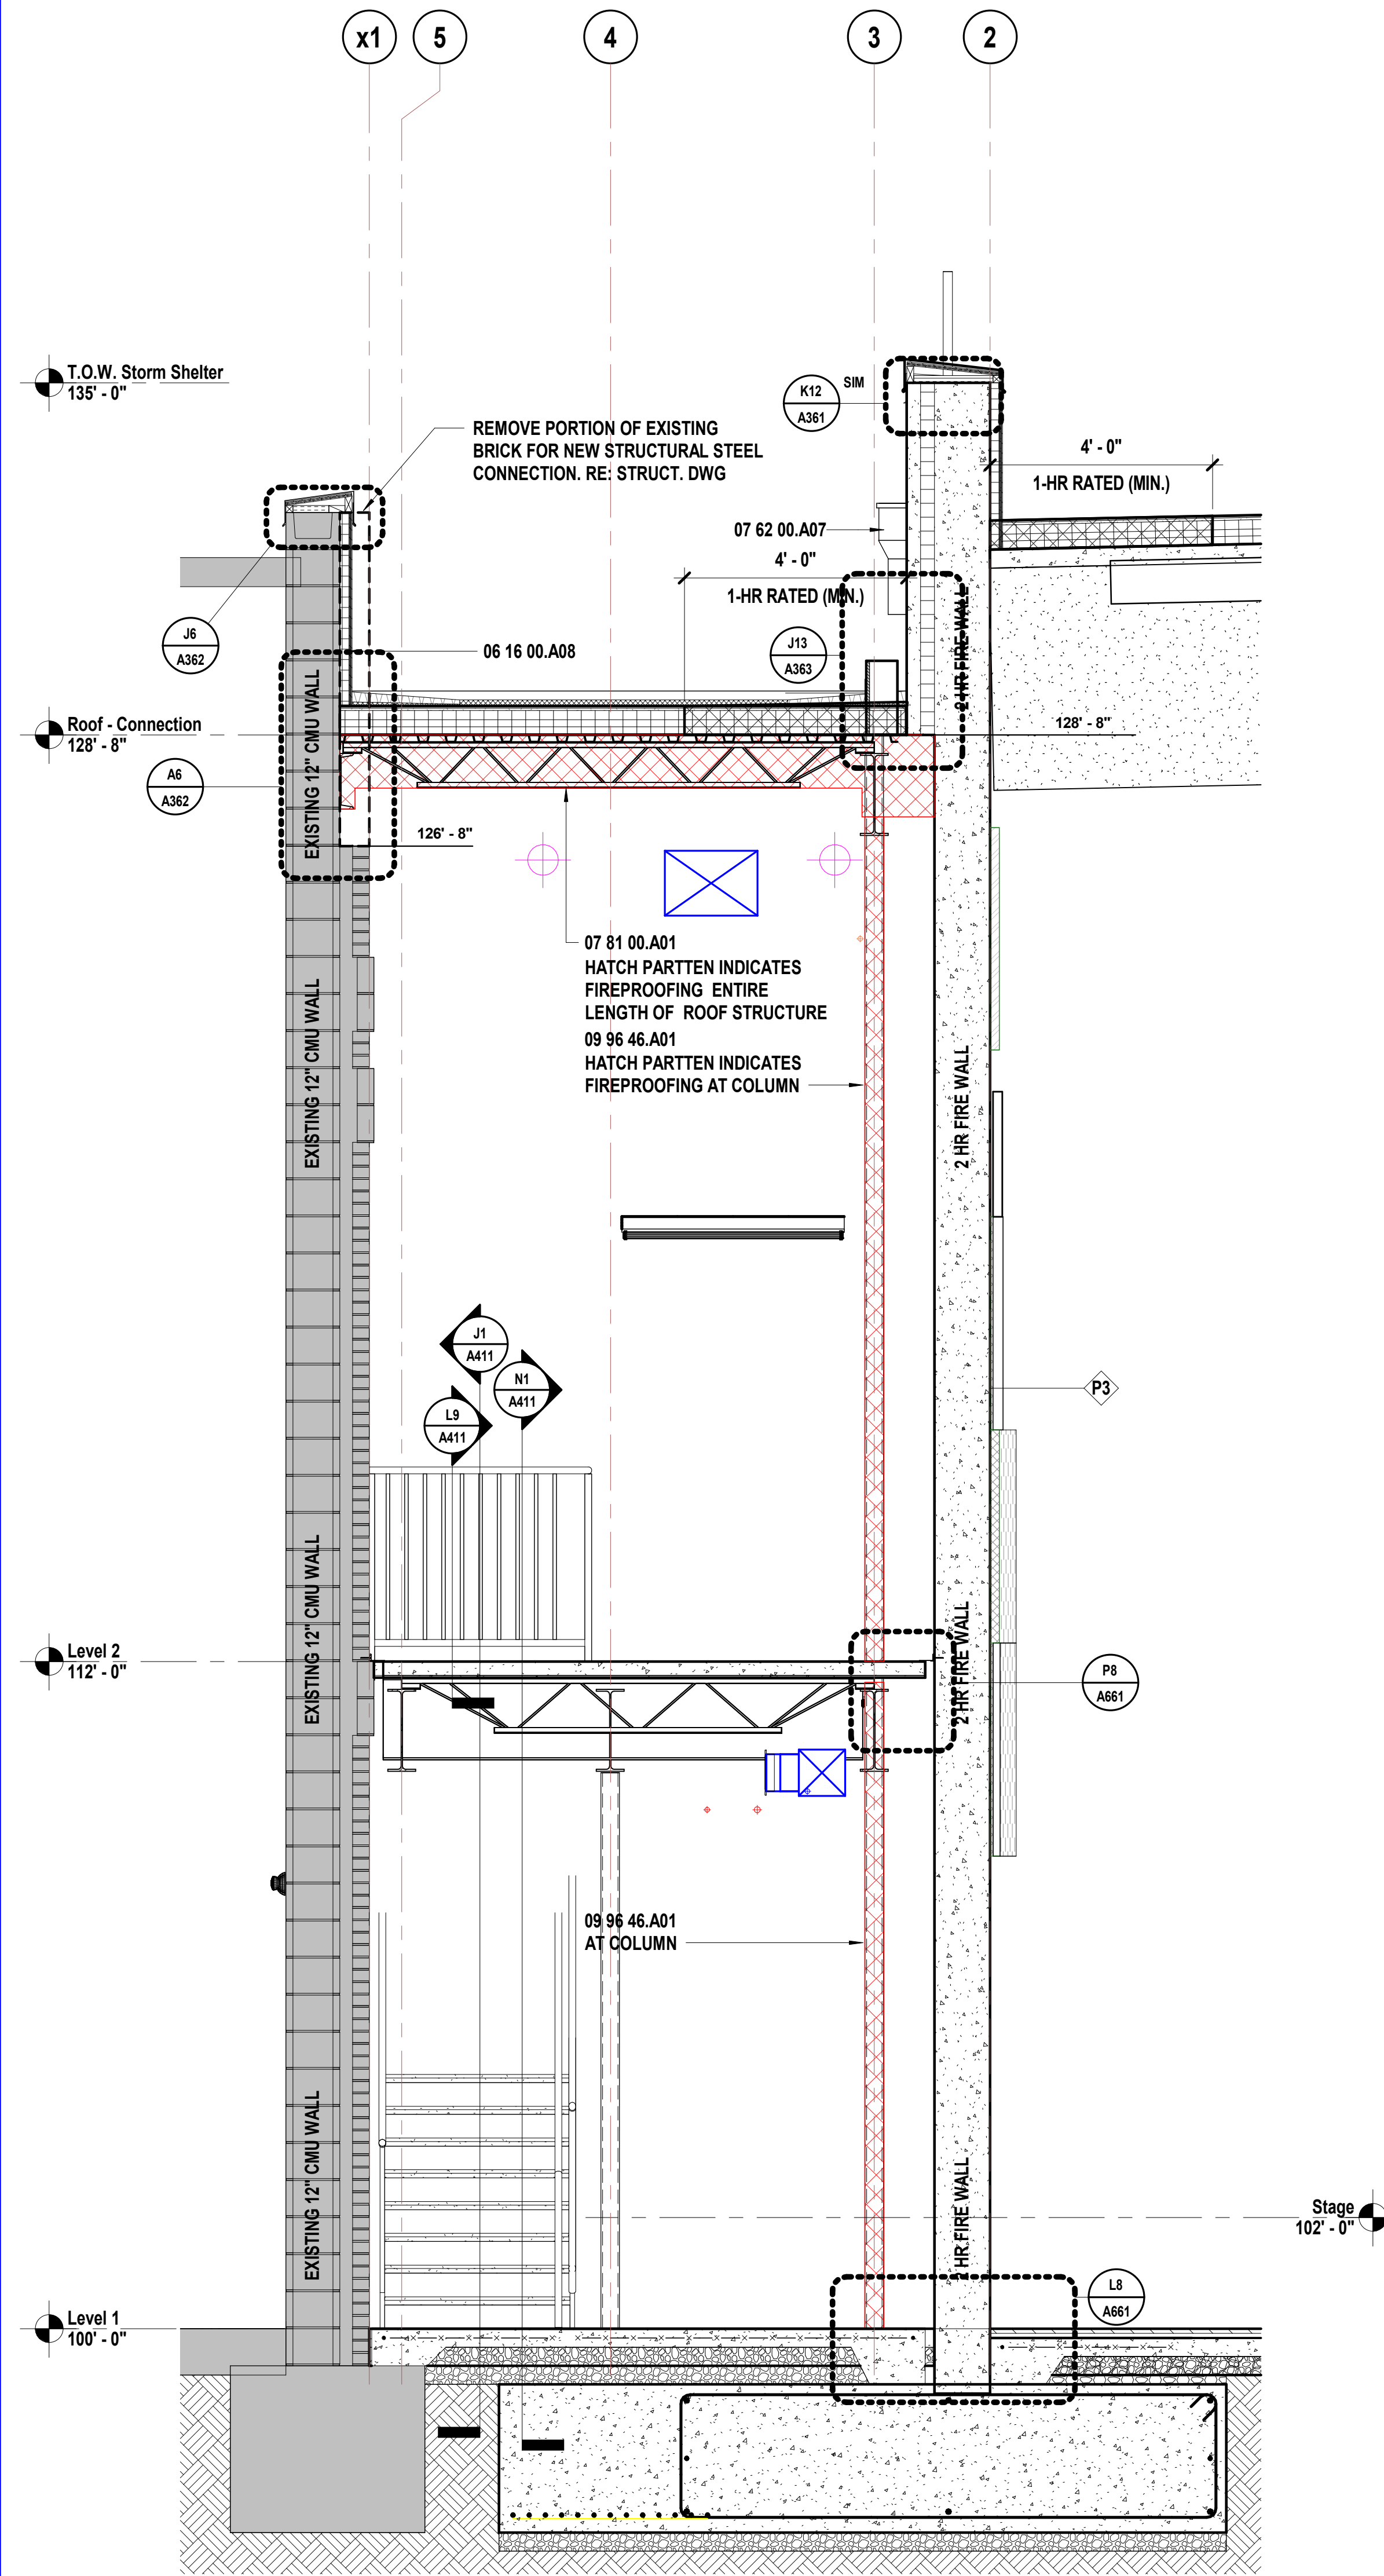 x1
5
4
3
2
T.O.W. Storm Shelter
135' - 0"
K12
A361
SIM
REMOVE PORTION OF EXISTING
BRICK FOR NEW STRUCTURAL STEEL
CONNECTION. RE: STRUCT. DWG
4' - 0"
1-HR RATED (MIN.)
07 62 00.A07
4' - 0"
1-HR RATED (MIN.)
J6
A362
06 16 00.A08
J13
A363
2 HR FIRE WALL
EXISTING 12" CMU WALL
Roof - Connection
128' - 8"
128' - 8"
A6
A362
126' - 8"
07 81 00.A01
HATCH PARTTEN INDICATES
FIREPROOFING ENTIRE
LENGTH OF ROOF STRUCTURE
09 96 46.A01
HATCH PARTTEN INDICATES
FIREPROOFING AT COLUMN
EXISTING 12" CMU WALL
2 HR FIRE WALL
J1
A411
N1
A411
L9
A411
P3
EXISTING 12" CMU WALL
2 HR FIRE WALL
Level 2
112' - 0"
P8
A661
09 96 46.A01
AT COLUMN
EXISTING 12" CMU WALL
2 HR FIRE WALL
Stage
102' - 0"
L8
A661
Level 1
100' - 0"